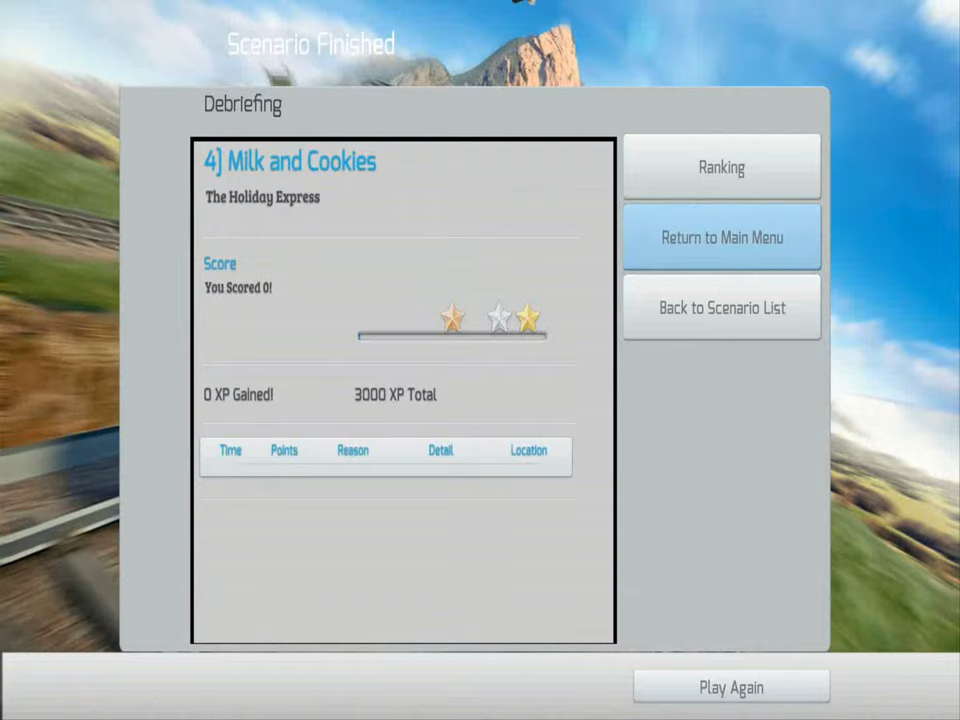 Scenario Finished
Debriefing
4] Milk and Cookies
The Holiday Express
Score
You Scored 0!
0 XP Gained! 3000 XP Total
Time Points Reason Detail Location
Ranking
Return to Main Menu
Back to Scenario List
Play Again